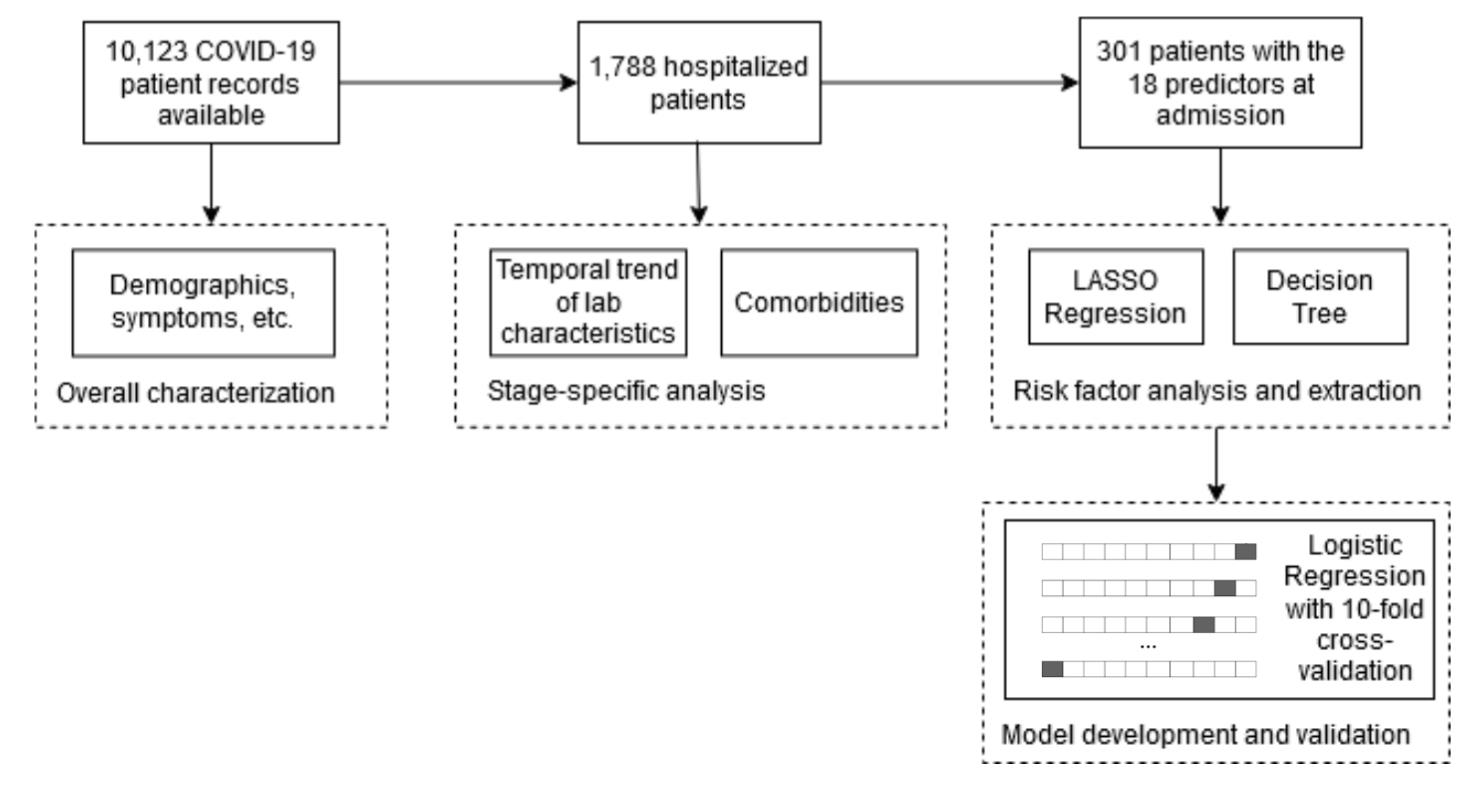 10,123 COVID-19
patient records
available
1,788 hospitalized
patients
301 patients with the
18 predictors at
admission
Demographics,
symptoms, etc.
Overall characterization
Temporal trend
of lab
characteristics
Comorbidities
Stage-specific analysis
LASSO
Regression
Decision
Tree
Risk factor analysis and extraction
...
Logistic
Regression
with 10-fold
cross-
validation
Model development and validation